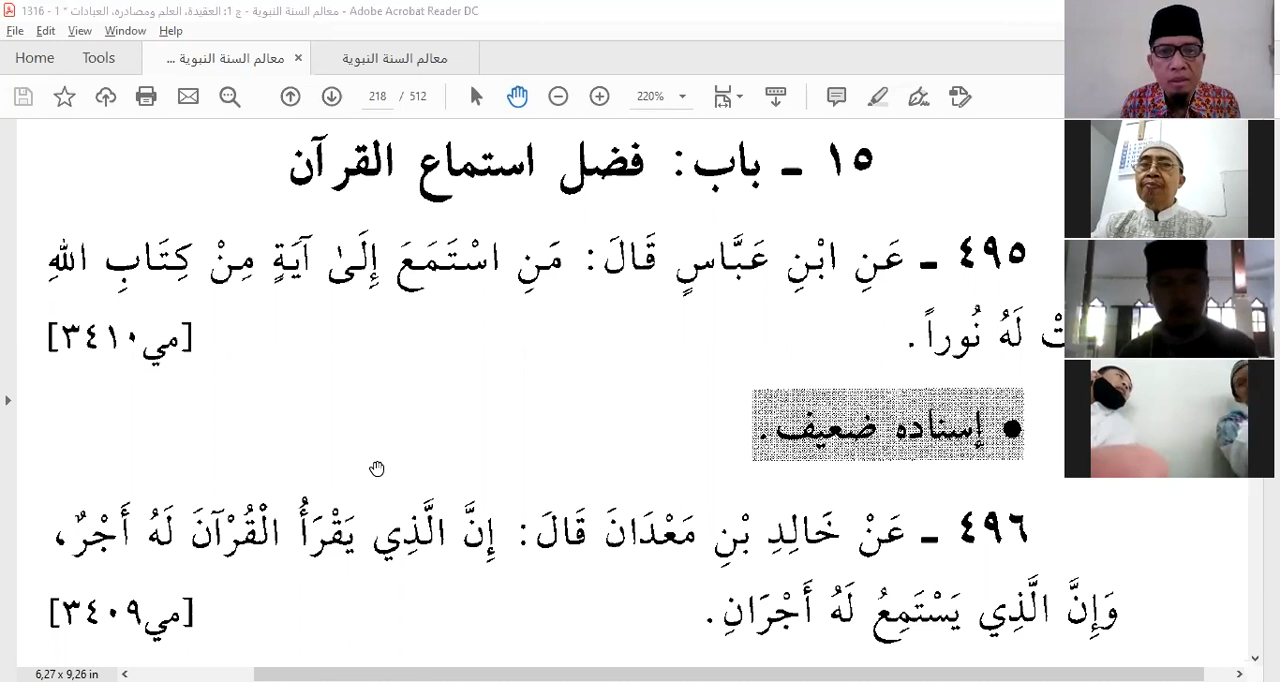 معالم السنة النبوية - ج 1: العقيدة، العلم ومصادره، العبادات * 1 - 1316 - Adobe Acrobat Reader DC
File Edit View Window Help
Home Tools معالم السنة النبوية ... × معالم السنة النبوية
218 / 512 220%
١٥ ـ باب: فضل استماع القرآن
٤٩٥ ـ عَنِ ابْنِ عَبَّاسٍ قَالَ: مَنِ اسْتَمَعَ إِلَىٰ آيَةٍ مِنْ كِتَابِ اللهِ
لَهُ نُوراً. [مي٣٤١٠]
● إسناده ضعيف.
٤٩٦ ـ عَنْ خَالِدِ بْنِ مَعْدَانَ قَالَ: إِنَّ الَّذِي يَقْرَأُ الْقُرْآنَ لَهُ أَجْرٌ،
وَإِنَّ الَّذِي يَسْتَمِعُ لَهُ أَجْرَانِ. [مي٣٤٠٩]
6,27 x 9,26 in